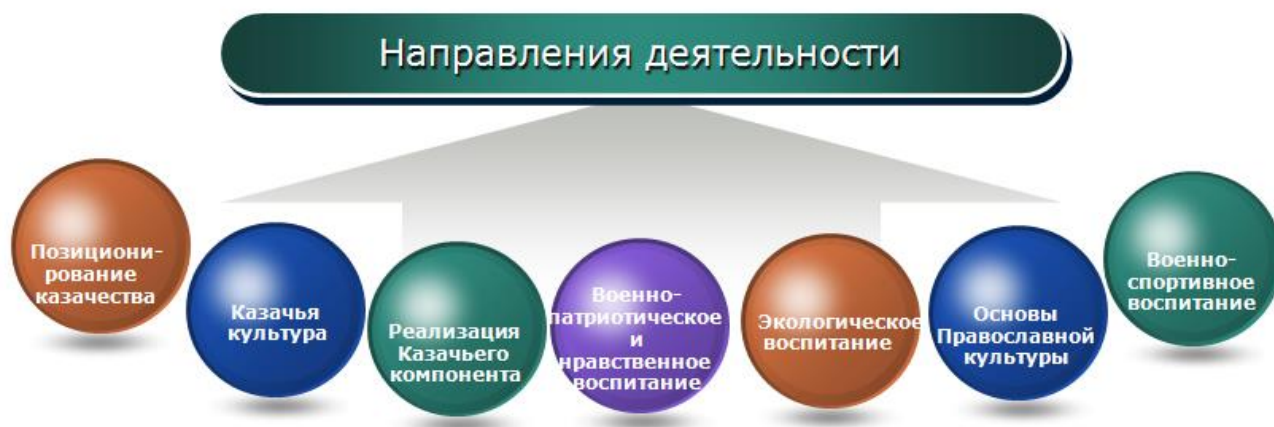 Направления деятельности
Позициони-
рование
казачества
Казачья
культура
Реализация
Казачьего
компонента
Военно-
патриотическое
и
нравственное
воспитание
Экологическое
воспитание
Основы
Православной
культуры
Военно-
спортивное
воспитание